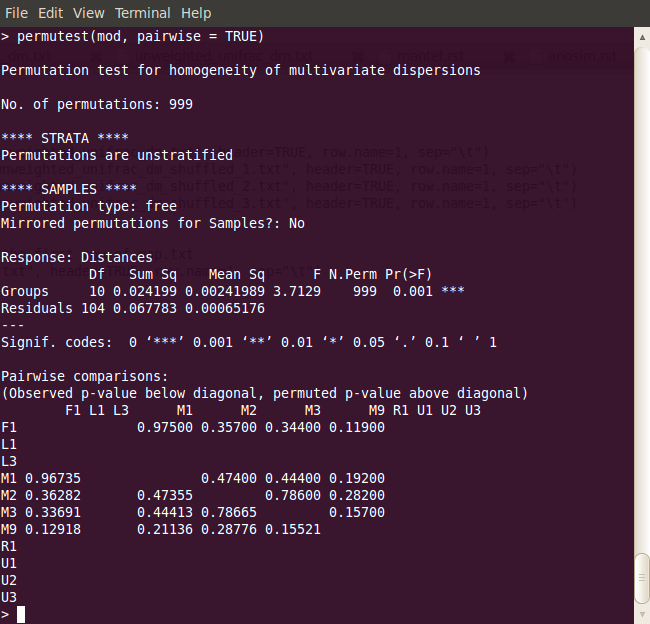 File Edit View Terminal Help
> permutest(mod, pairwise = TRUE)
Permutation test for homogeneity of multivariate dispersions
No. of permutations: 999
**** STRATA ****
Permutations are unstratified
**** SAMPLES ****
Permutation type: free
Mirrored permutations for Samples?: No
Response: Distances
           Df   Sum Sq    Mean Sq      F N.Perm Pr(>F)
Groups     10 0.024199 0.00241989 3.7129    999  0.001 ***
Residuals 104 0.067783 0.00065176
---
Signif. codes:  0 ‘***’ 0.001 ‘**’ 0.01 ‘*’ 0.05 ‘.’ 0.1 ‘ ’ 1
Pairwise comparisons:
(Observed p-value below diagonal, permuted p-value above diagonal)
        F1 L1 L3      M1      M2      M3      M9 R1 U1 U2 U3
F1               0.97500 0.35700 0.34400 0.11900
L1
L3
M1 0.96735               0.47400 0.44400 0.19200
M2 0.36282       0.47355         0.78600 0.28200
M3 0.33691       0.44413 0.78665         0.15700
M9 0.12918       0.21136 0.28776 0.15521
R1
U1
U2
U3
>